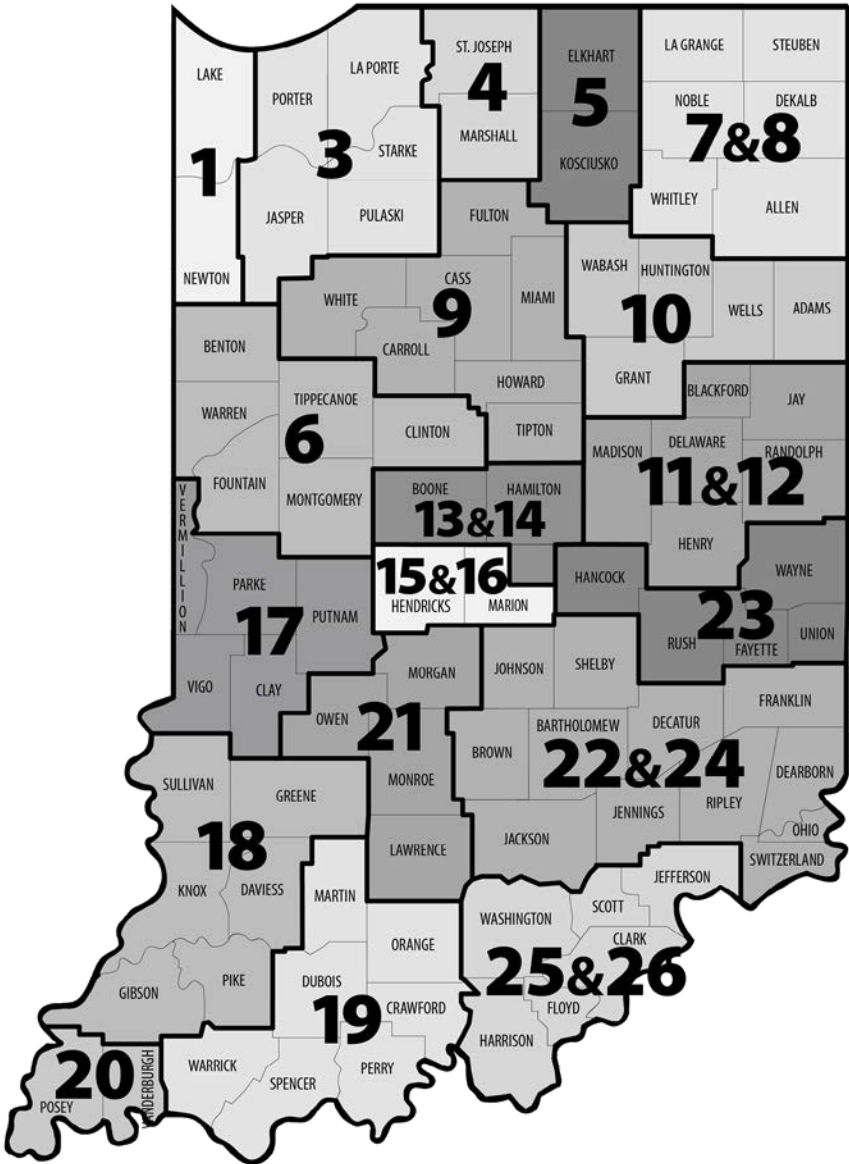 LAKE
LA PORTE
PORTER
ST. JOSEPH
4
MARSHALL
ELKHART
5
KOSCIUSKO
LA GRANGE
STEUBEN
NOBLE
DEKALB
7&8
WHITLEY
ALLEN
1
3
STARKE
JASPER
PULASKI
NEWTON
FULTON
CASS
WHITE
9
MIAMI
CARROLL
HOWARD
TIPTON
WABASH
HUNTINGTON
10
WELLS
ADAMS
GRANT
BENTON
TIPPECANOE
WARREN
6
CLINTON
FOUNTAIN
MONTGOMERY
BLACKFORD
JAY
MADISON
DELAWARE
RANDOLPH
11&12
HENRY
BOONE
HAMILTON
13&14
15&16
HENDRICKS
MARION
HANCOCK
WAYNE
23
RUSH
FAYETTE
UNION
VERMILLION
PARKE
PUTNAM
17
VIGO
CLAY
MORGAN
OWEN
21
MONROE
LAWRENCE
JOHNSON
SHELBY
FRANKLIN
BARTHOLOMEW
DECATUR
BROWN
22&24
DEARBORN
JENNINGS
RIPLEY
JACKSON
OHIO
SWITZERLAND
SULLIVAN
GREENE
18
KNOX
DAVIESS
GIBSON
PIKE
MARTIN
ORANGE
DUBOIS
19
CRAWFORD
WARRICK
SPENCER
PERRY
JEFFERSON
SCOTT
WASHINGTON
CLARK
25&26
FLOYD
HARRISON
20
POSEY
VANDERBURGH